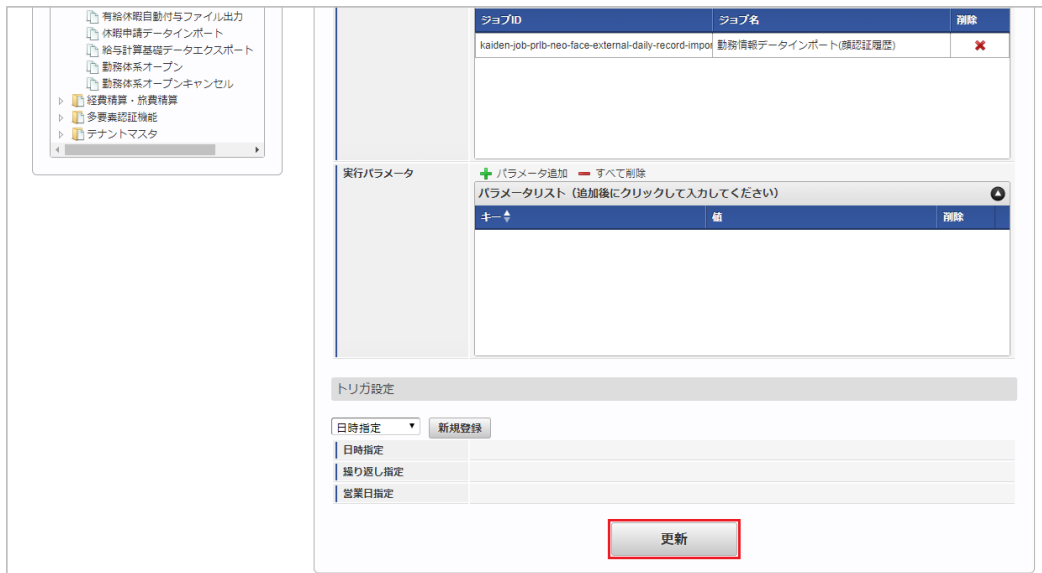 有給休暇自動付与ファイル出力
休暇申請データインポート
給与計算基礎データエクスポート
勤務体系オープン
勤務体系オープンキャンセル
経費精算・旅費精算
多要素認証機能
テナントマスタ
ジョブID ジョブ名 削除
kaiden-job-prlb-neo-face-external-daily-record-impor 勤務情報データインポート(顔認証履歴)
実行パラメータ
パラメータ追加 すべて削除
パラメータリスト（追加後にクリックして入力してください）
キー 値 削除
トリガ設定
日時指定 新規登録
日時指定
繰り返し指定
営業日指定
更新